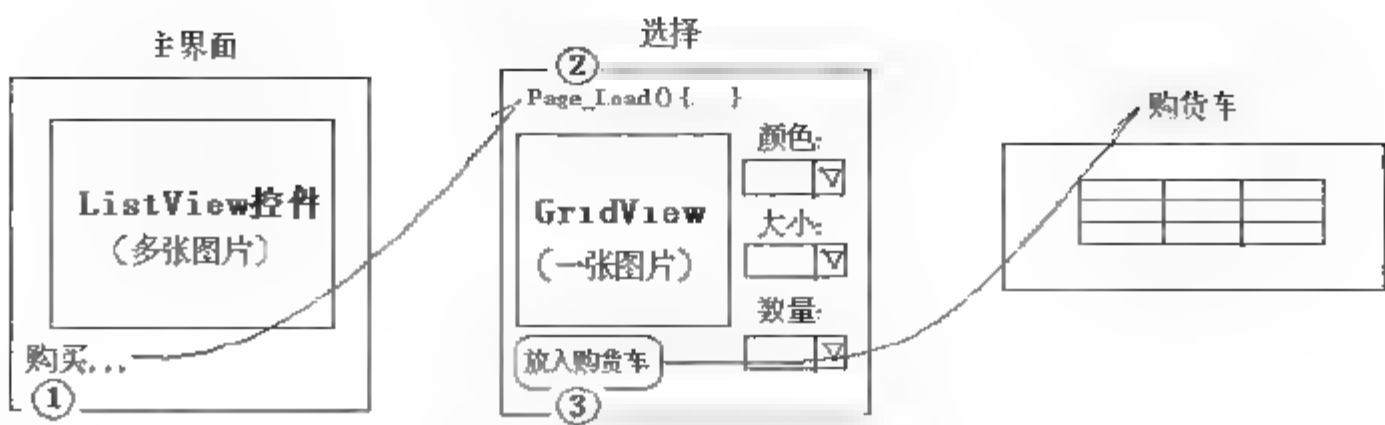 主界面
ListView控件
(多张图片)
购买...
①
选择
②
Page_Load(){ }
GridView
(一张图片)
颜色:
大小:
数量:
放入购货车
③
购货车